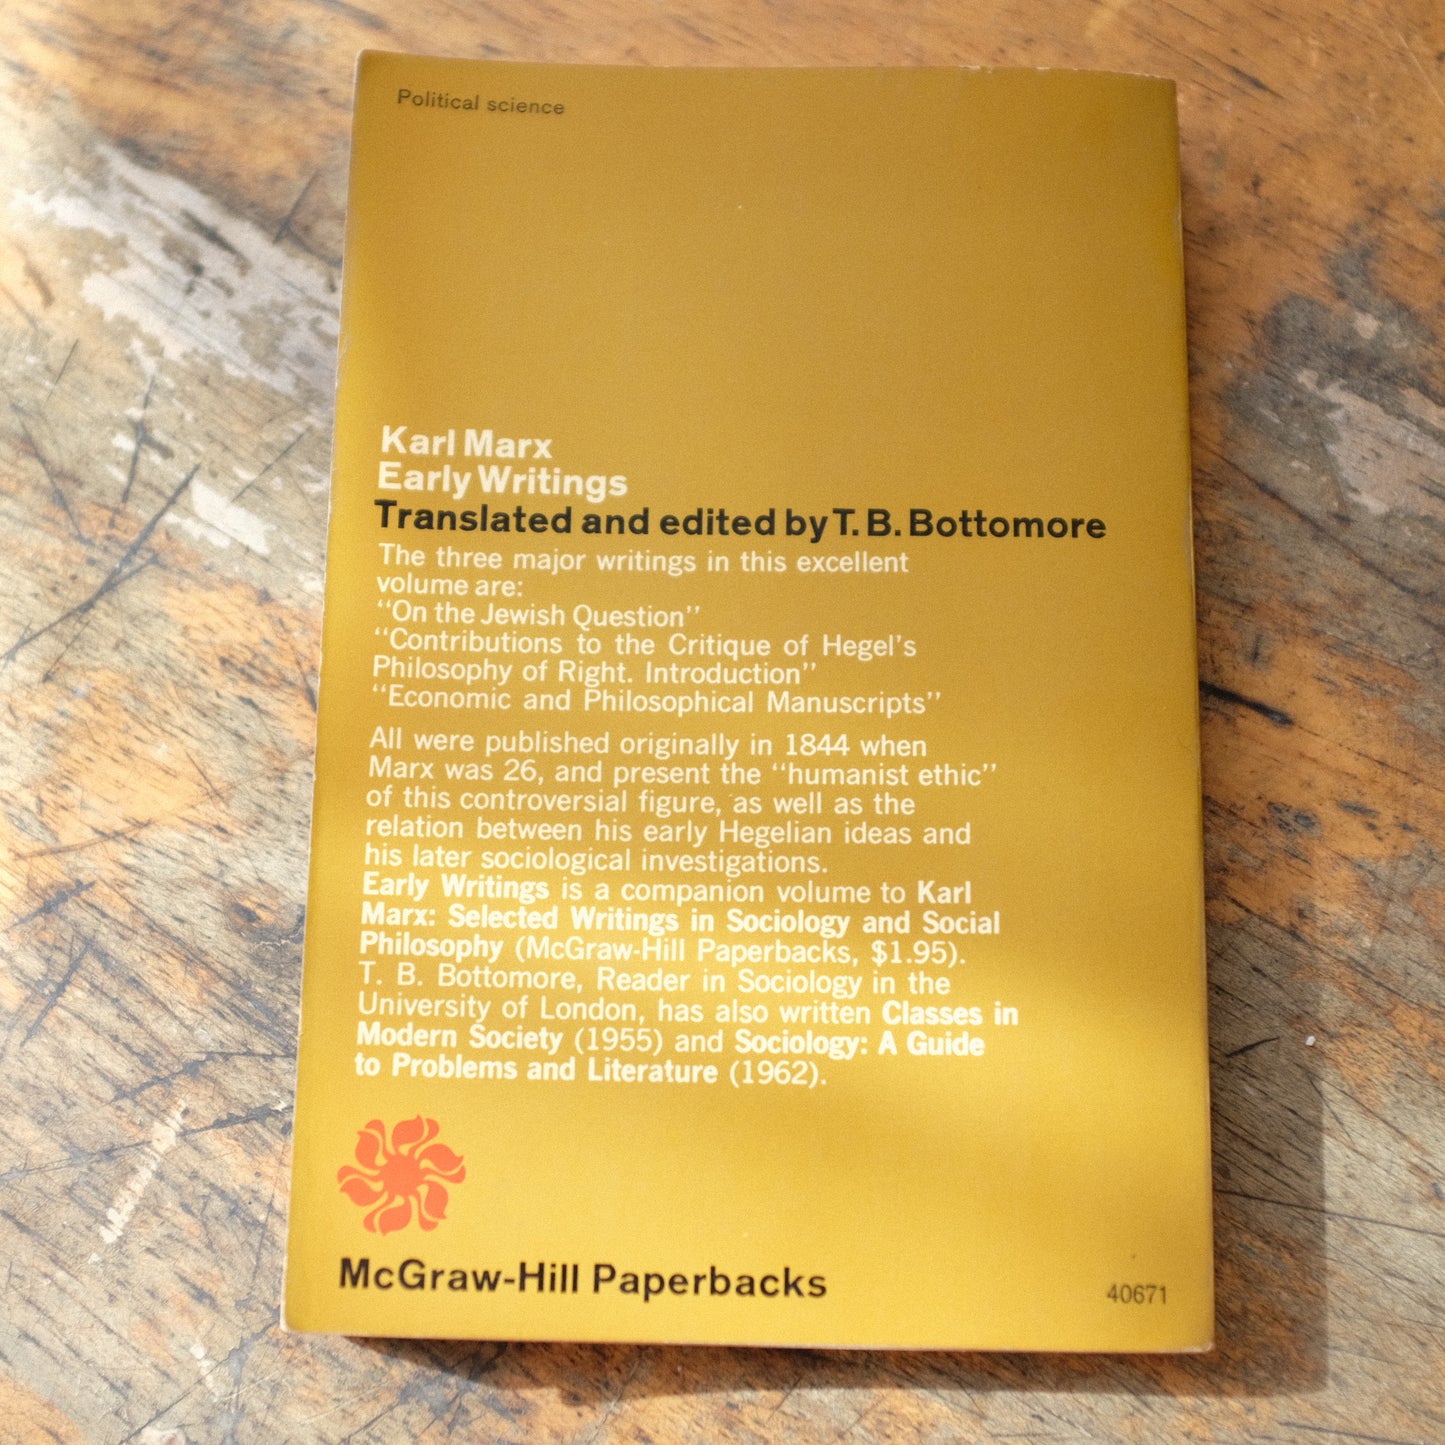 Political science
Karl Marx
Early Writings
Translated and edited by T. B. Bottomore
The three major writings in this excellent
volume are:
‘‘On the Jewish Question’’
‘‘Contributions to the Critique of Hegel's
Philosophy of Right. Introduction’’
‘‘Economic and Philosophical Manuscripts’’
All were published originally in 1844 when
Marx was 26, and present the ‘‘humanist ethic’’
of this controversial figure, as well as the
relation between his early Hegelian ideas and
his later sociological investigations.
Early Writings is a companion volume to Karl
Marx: Selected Writings in Sociology and Social
Philosophy (McGraw-Hill Paperbacks, $1.95).
T. B. Bottomore, Reader in Sociology in the
University of London, has also written Classes in
Modern Society (1955) and Sociology: A Guide
to Problems and Literature (1962).
McGraw-Hill Paperbacks
40671